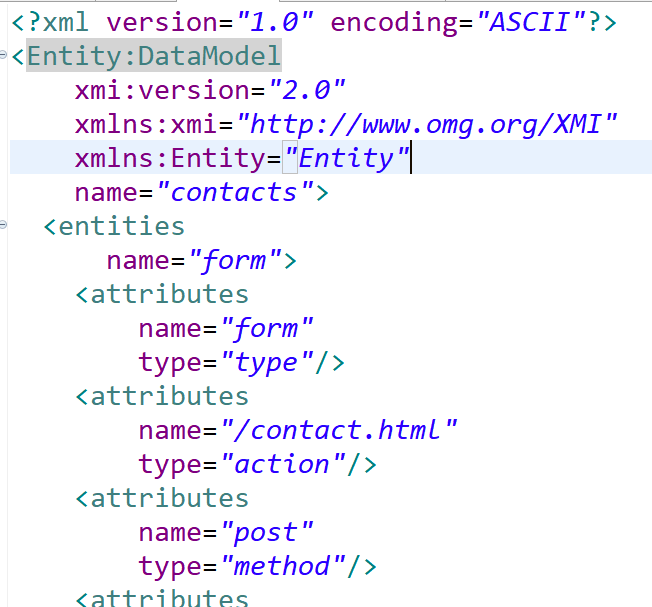 <?xml version="1.0" encoding="ASCII"?>
<Entity:DataModel
xmi:version="2.0"
xmlns:xmi="http://www.omg.org/XMI"
xmlns:Entity="Entity"
name="contacts">
<entities
name="form">
<attributes
name="form"
type="type"/>
<attributes
name="/contact.html"
type="action"/>
<attributes
name="post"
type="method"/>
<attributes